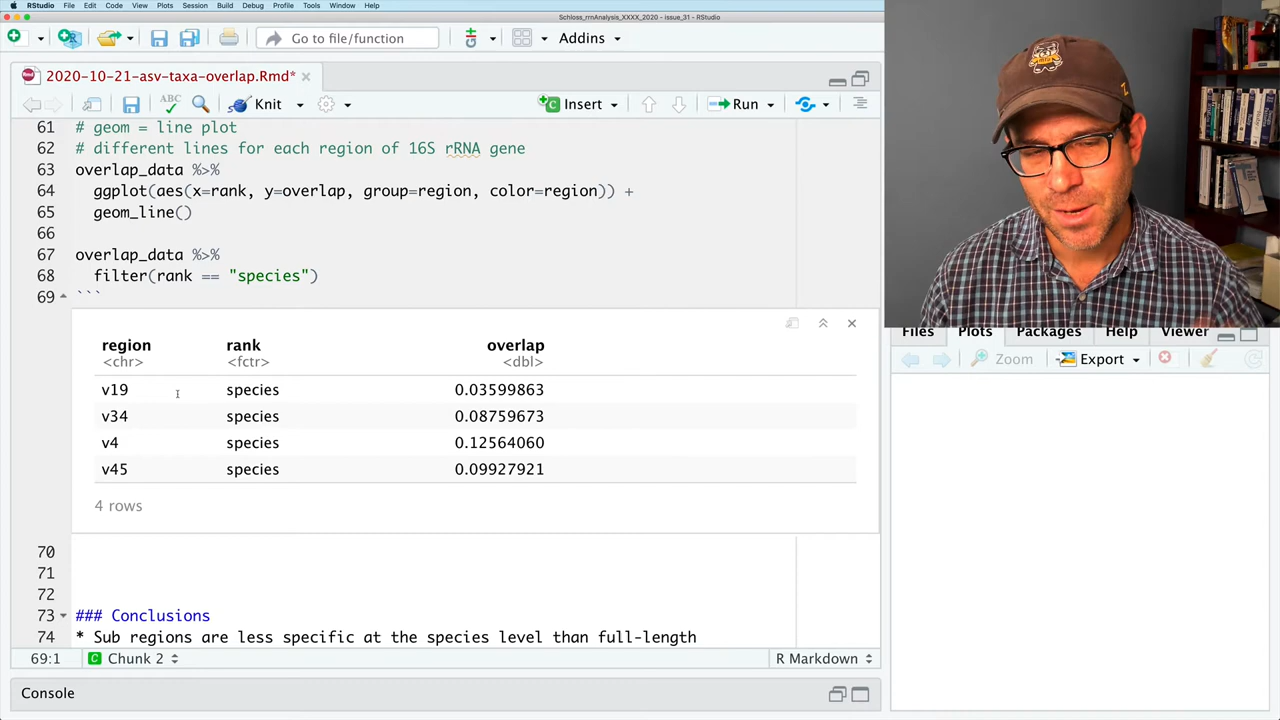 RStudio File Edit Code View Plots Session Build Debug Profile Tools Window Help
Schloss_rrnAnalysis_XXXX_2020 - issue_31 - RStudio
Go to file/function Addins
2020-10-21-asv-taxa-overlap.Rmd*
ABC Knit Insert Run
61 # geom = line plot
62 # different lines for each region of 16S rRNA gene
63 overlap_data %>%
64 ggplot(aes(x=rank, y=overlap, group=region, color=region)) +
65 geom_line()
66
67 overlap_data %>%
68 filter(rank == "species")
69 ```
region rank overlap
<chr> <fctr> <dbl>
v19 species 0.03599863
v34 species 0.08759673
v4 species 0.12564060
v45 species 0.09927921
4 rows
70
71
72
73 ### Conclusions
74 * Sub regions are less specific at the species level than full-length
69:1 Chunk 2 R Markdown
Console
Files Plots Packages Help Viewer
Zoom Export